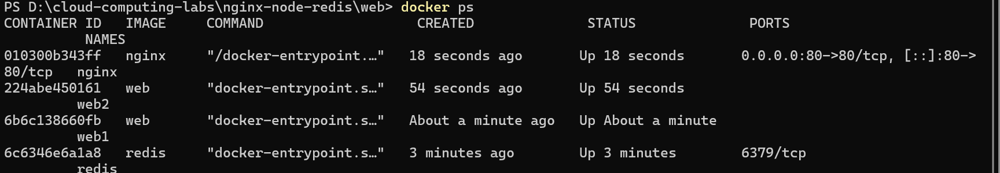 PS D:\cloud-computing-labs\nginx-node-redis\web> docker ps
CONTAINER ID   IMAGE     COMMAND                   CREATED              STATUS              PORTS
          NAMES
010300b343ff   nginx     "/docker-entrypoint.…"   18 seconds ago       Up 18 seconds       0.0.0.0:80->80/tcp, [::]:80->
80/tcp   nginx
224abe450161   web       "docker-entrypoint.s…"   54 seconds ago       Up 54 seconds
         web2
6b6c138660fb   web       "docker-entrypoint.s…"   About a minute ago   Up About a minute
         web1
6c6346e6a1a8   redis     "docker-entrypoint.s…"   3 minutes ago        Up 3 minutes        6379/tcp
         redis